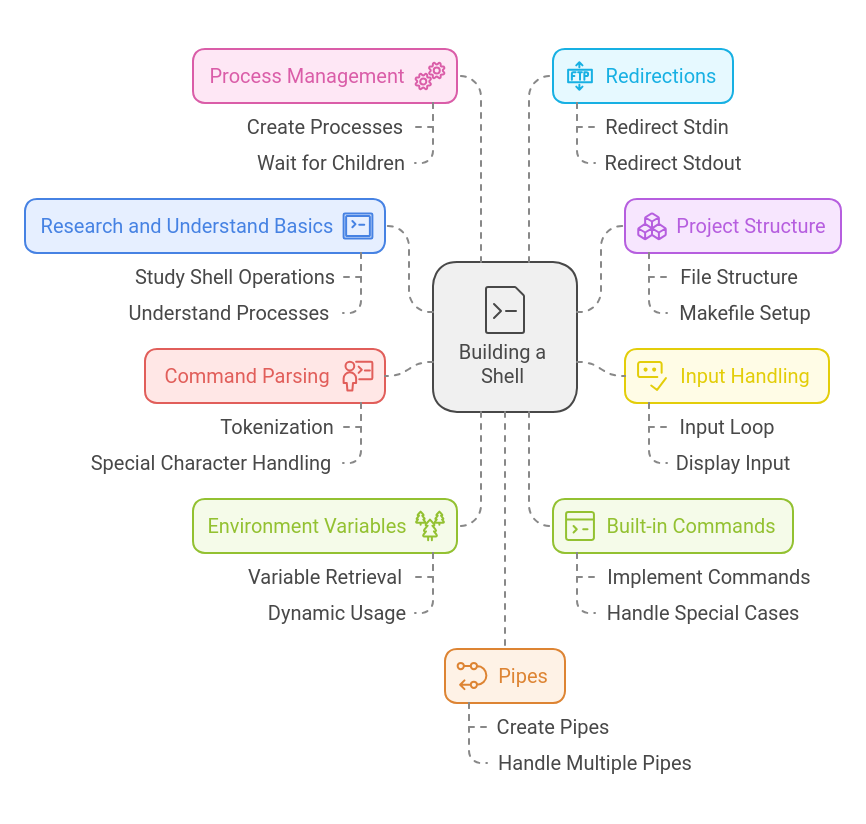 Process Management
Create Processes
Wait for Children
FTP
Redirections
Redirect Stdin
Redirect Stdout
Research and Understand Basics
Study Shell Operations
Understand Processes
Project Structure
File Structure
Makefile Setup
Building a
Shell
Command Parsing
Tokenization
Special Character Handling
Input Handling
Input Loop
Display Input
Environment Variables
Variable Retrieval
Dynamic Usage
Built-in Commands
Implement Commands
Handle Special Cases
Pipes
Create Pipes
Handle Multiple Pipes